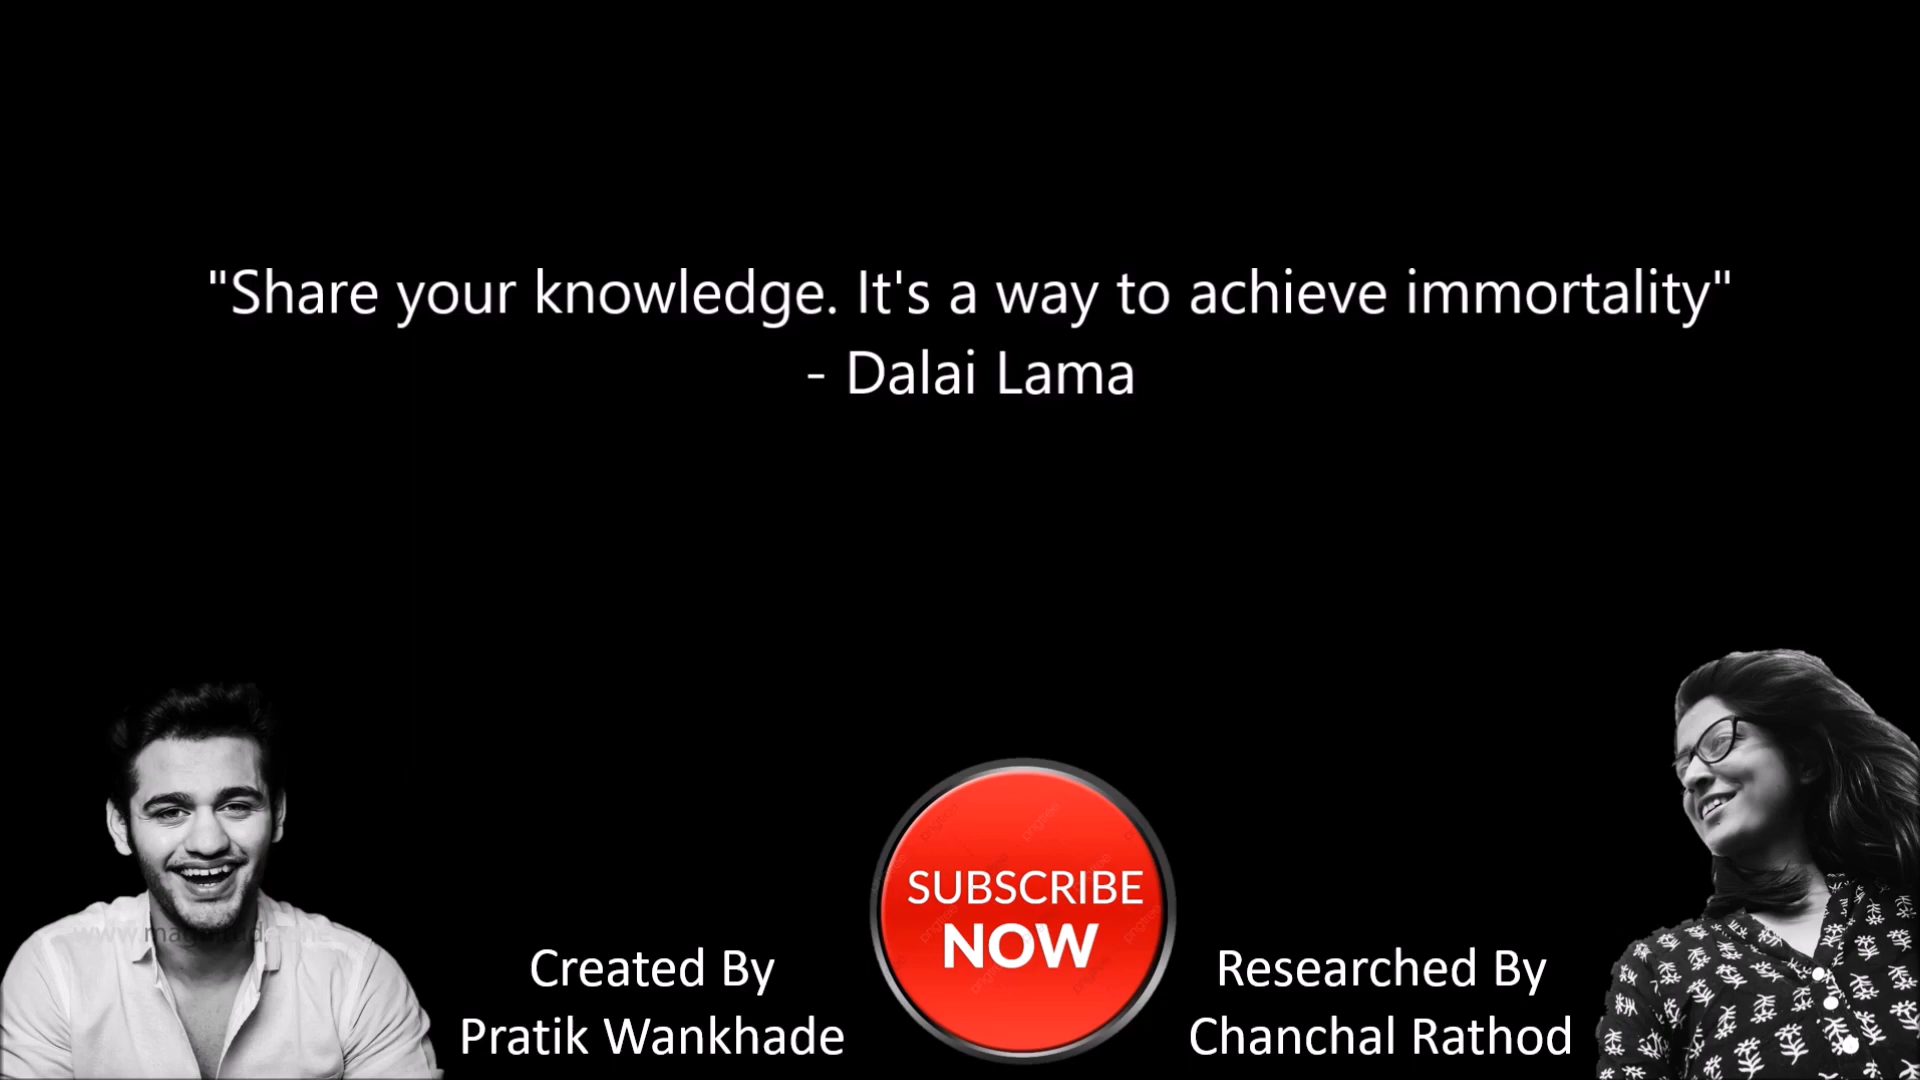 "Share your knowledge. It's a way to achieve immortality"
- Dalai Lama
SUBSCRIBE
NOW
Created By
Pratik Wankhade
Researched By
Chanchal Rathod